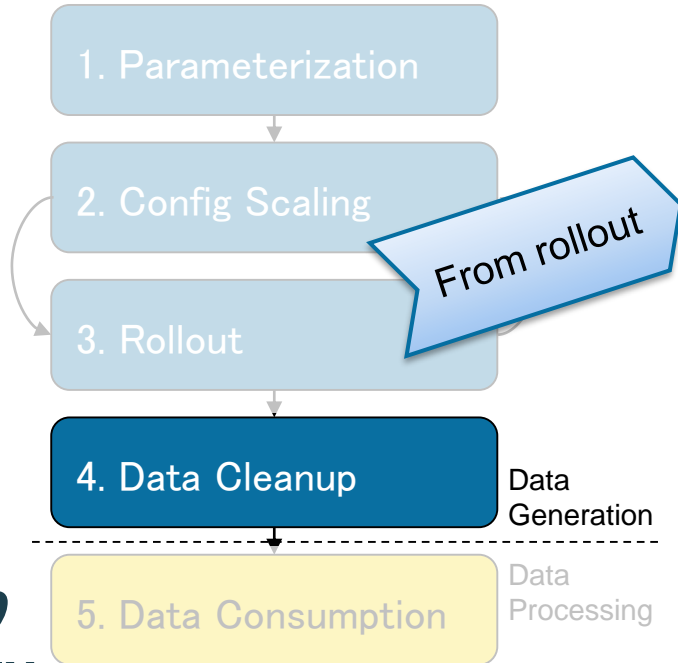 1. Parameterization
2. Config Scaling
From rollout
3. Rollout
4. Data Cleanup
Data
Generation
Data
Processing
5. Data Consumption